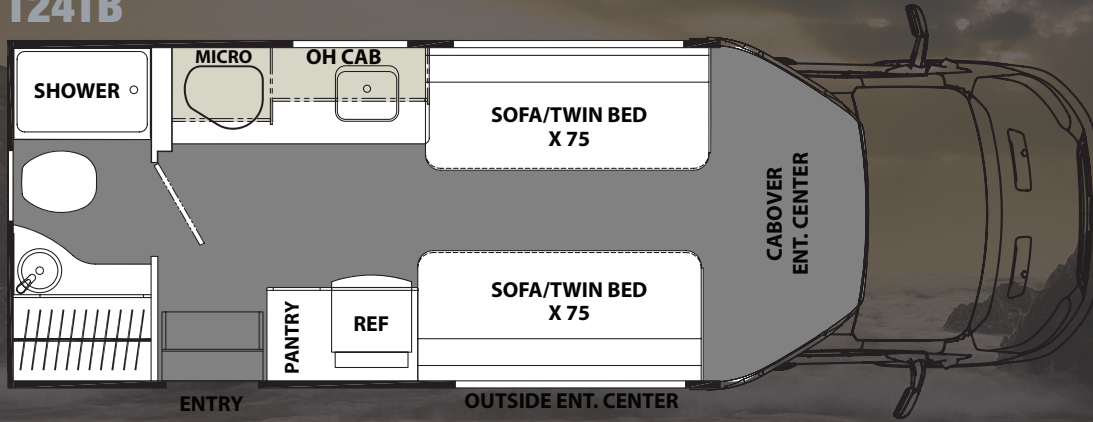 T24TB
SHOWER
MICRO
OH CAB
SOFA/TWIN BED
X 75
CABOVER
ENT. CENTER
SOFA/TWIN BED
X 75
PANTRY
REF
ENTRY
OUTSIDE ENT. CENTER